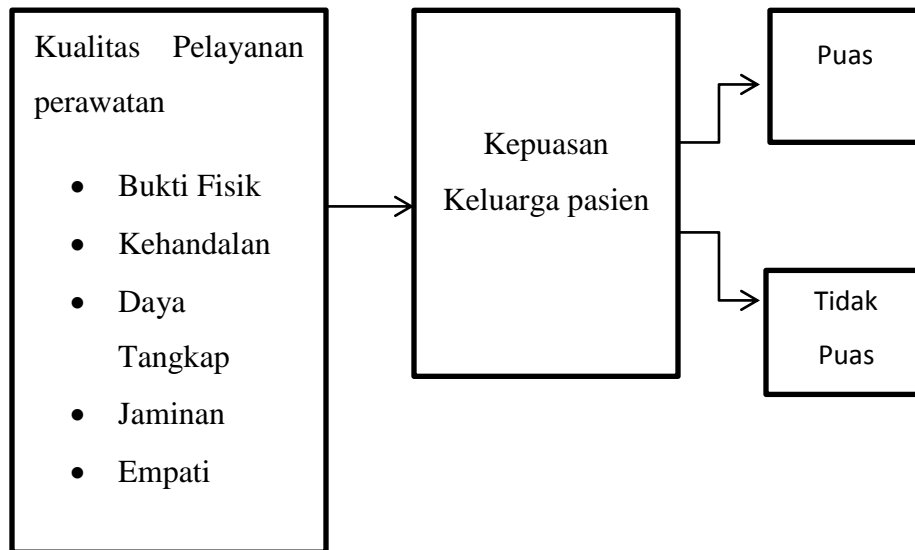 Kualitas Pelayanan
perawatan
• Bukti Fisik
• Kehandalan
• Daya
Tangkap
• Jaminan
• Empati
Kepuasan
Keluarga pasien
Puas
Tidak
Puas